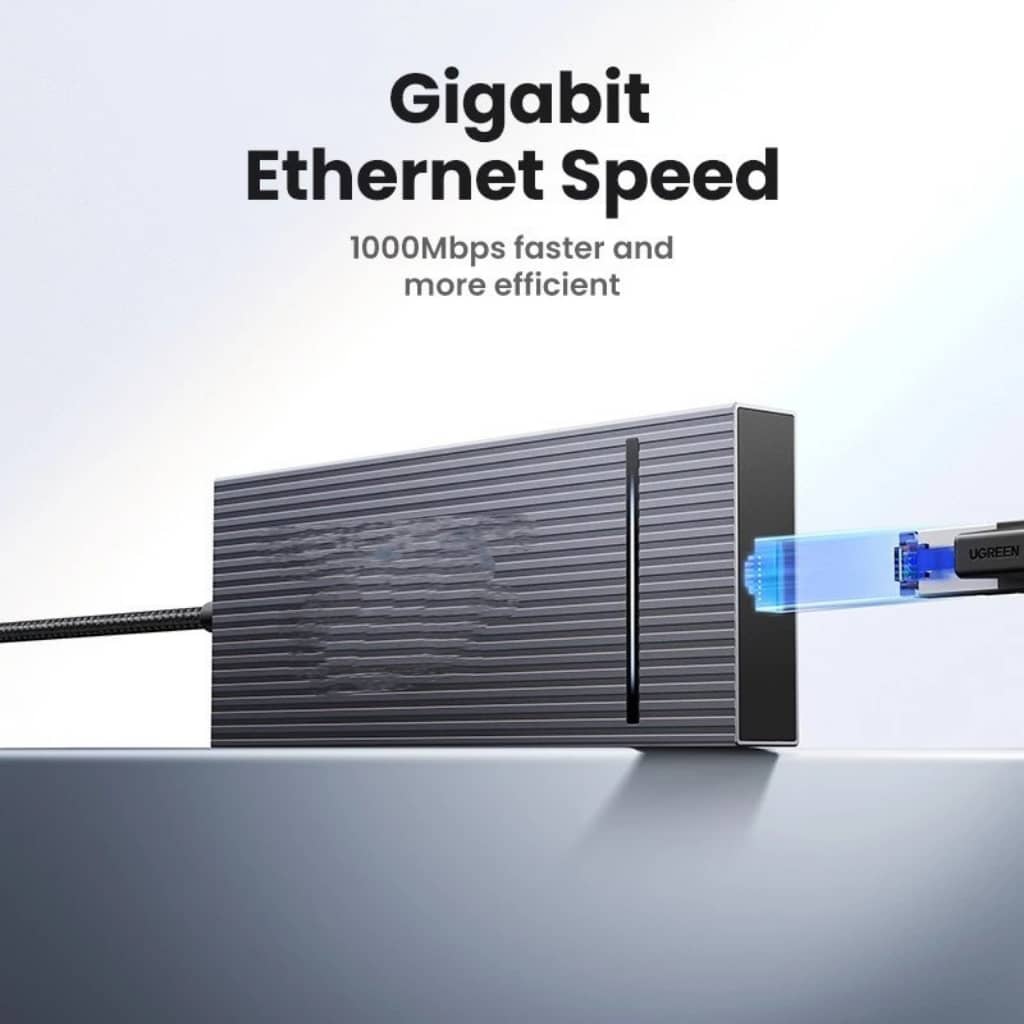 Gigabit
Ethernet Speed
1000Mbps faster and
more efficient
UGREEN